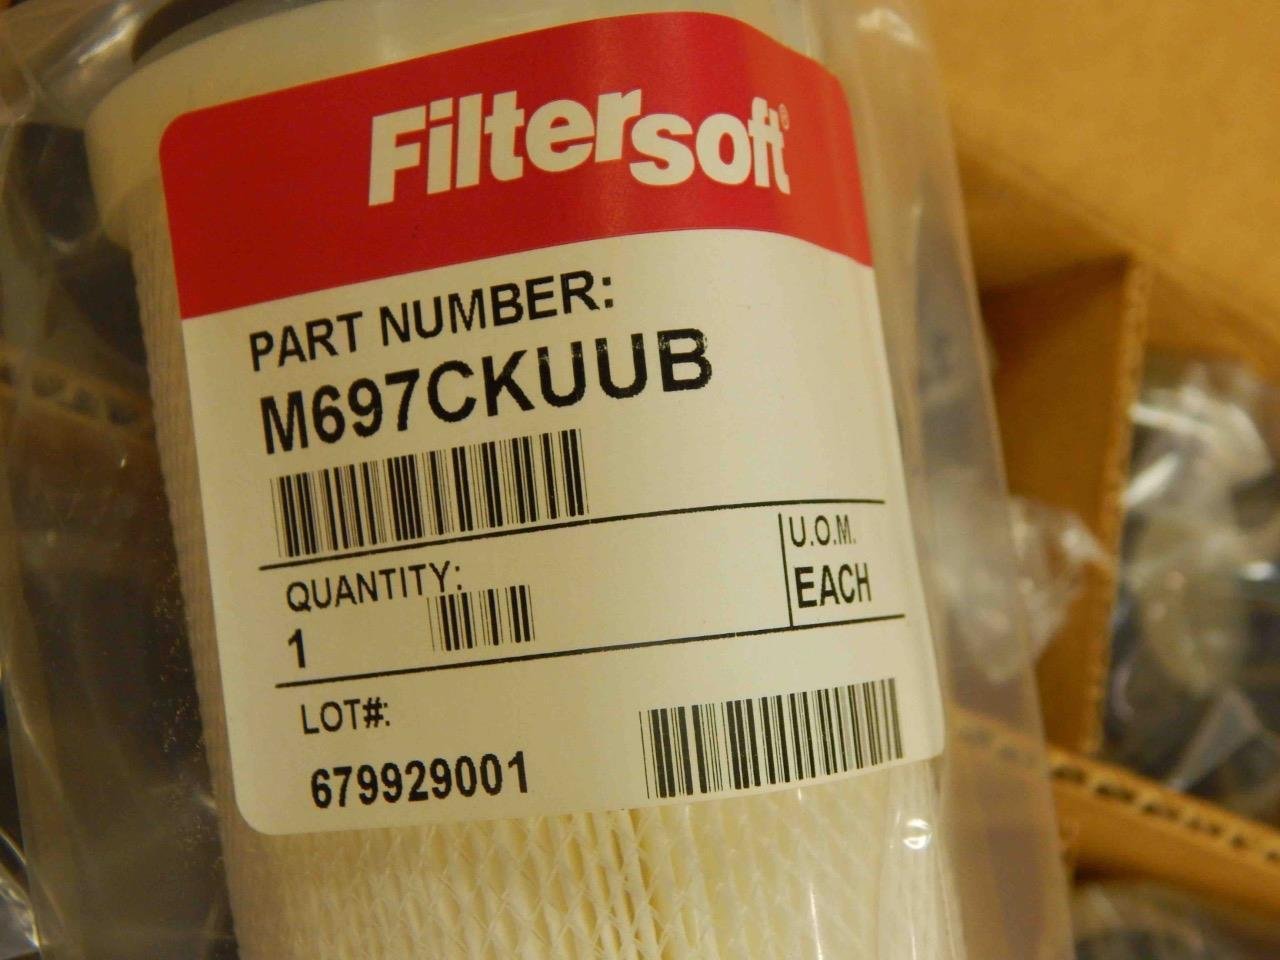 Filtersoft®
PART NUMBER:
M697CKUUB
QUANTITY:
1
U.O.M.
EACH
LOT#:
679929001